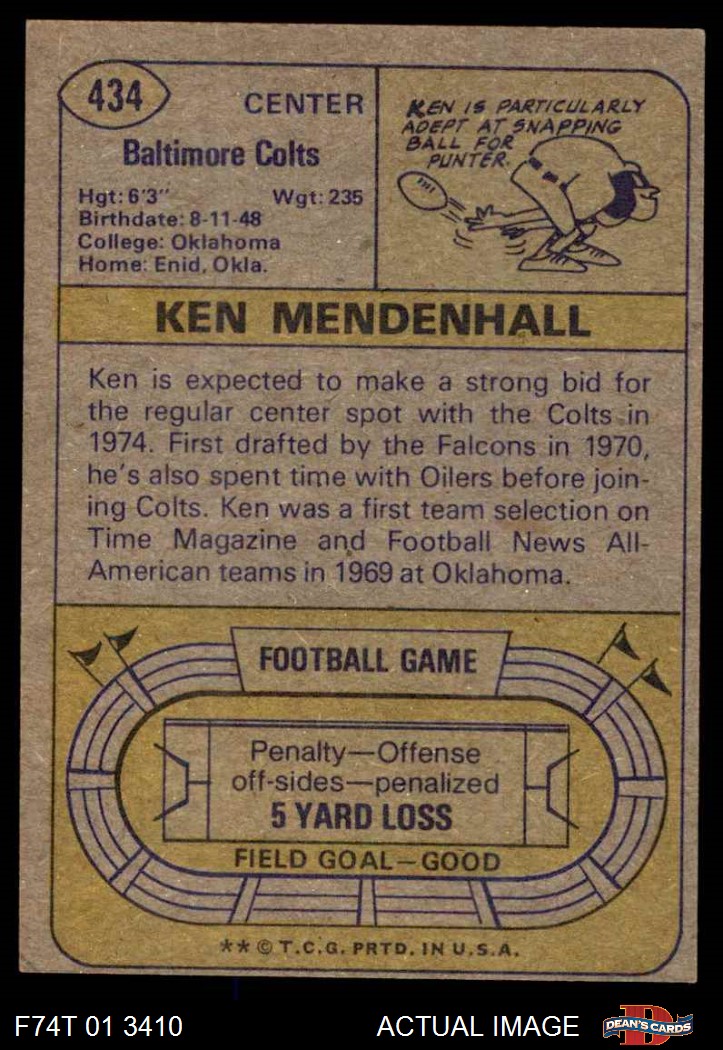 434
CENTER
Baltimore Colts
Hgt: 6'3" Wgt: 235
Birthdate: 8-11-48
College: Oklahoma
Home: Enid, Okla.
KEN IS PARTICULARLY
ADEPT AT SNAPPING
BALL FOR
PUNTER.
KEN MENDENHALL
Ken is expected to make a strong bid for
the regular center spot with the Colts in
1974. First drafted by the Falcons in 1970,
he's also spent time with Oilers before join-
ing Colts. Ken was a first team selection on
Time Magazine and Football News All-
American teams in 1969 at Oklahoma.
FOOTBALL GAME
Penalty—Offense
off-sides—penalized
5 YARD LOSS
FIELD GOAL—GOOD
** © T.C.G. PRTD. IN U.S.A.
F74T 01 3410 ACTUAL IMAGE
D
DEAN'S CARDS